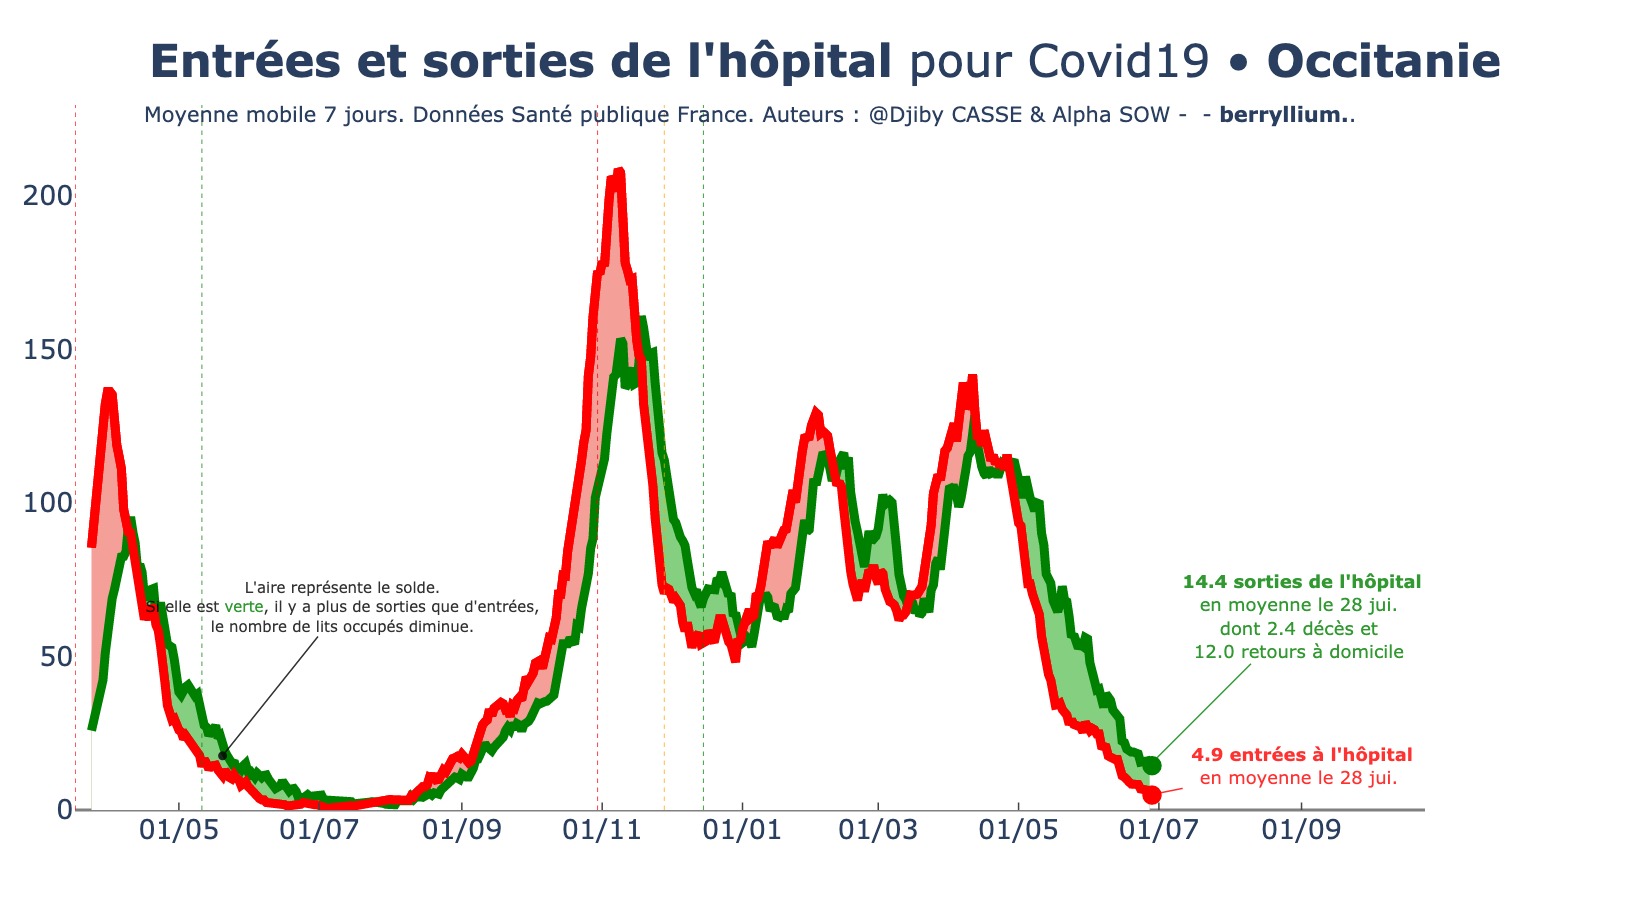 Entrées et sorties de l'hôpital pour Covid19 • Occitanie
Moyenne mobile 7 jours. Données Santé publique France. Auteurs : @Djiby CASSE & Alpha SOW -  - berryllium..
200
150
100
50
0
L'aire représente le solde.
Si elle est verte, il y a plus de sorties que d'entrées,
le nombre de lits occupés diminue.
14.4 sorties de l'hôpital
en moyenne le 28 jui.
dont 2.4 décès et
12.0 retours à domicile
4.9 entrées à l'hôpital
en moyenne le 28 jui.
01/05 01/07 01/09 01/11 01/01 01/03 01/05 01/07 01/09